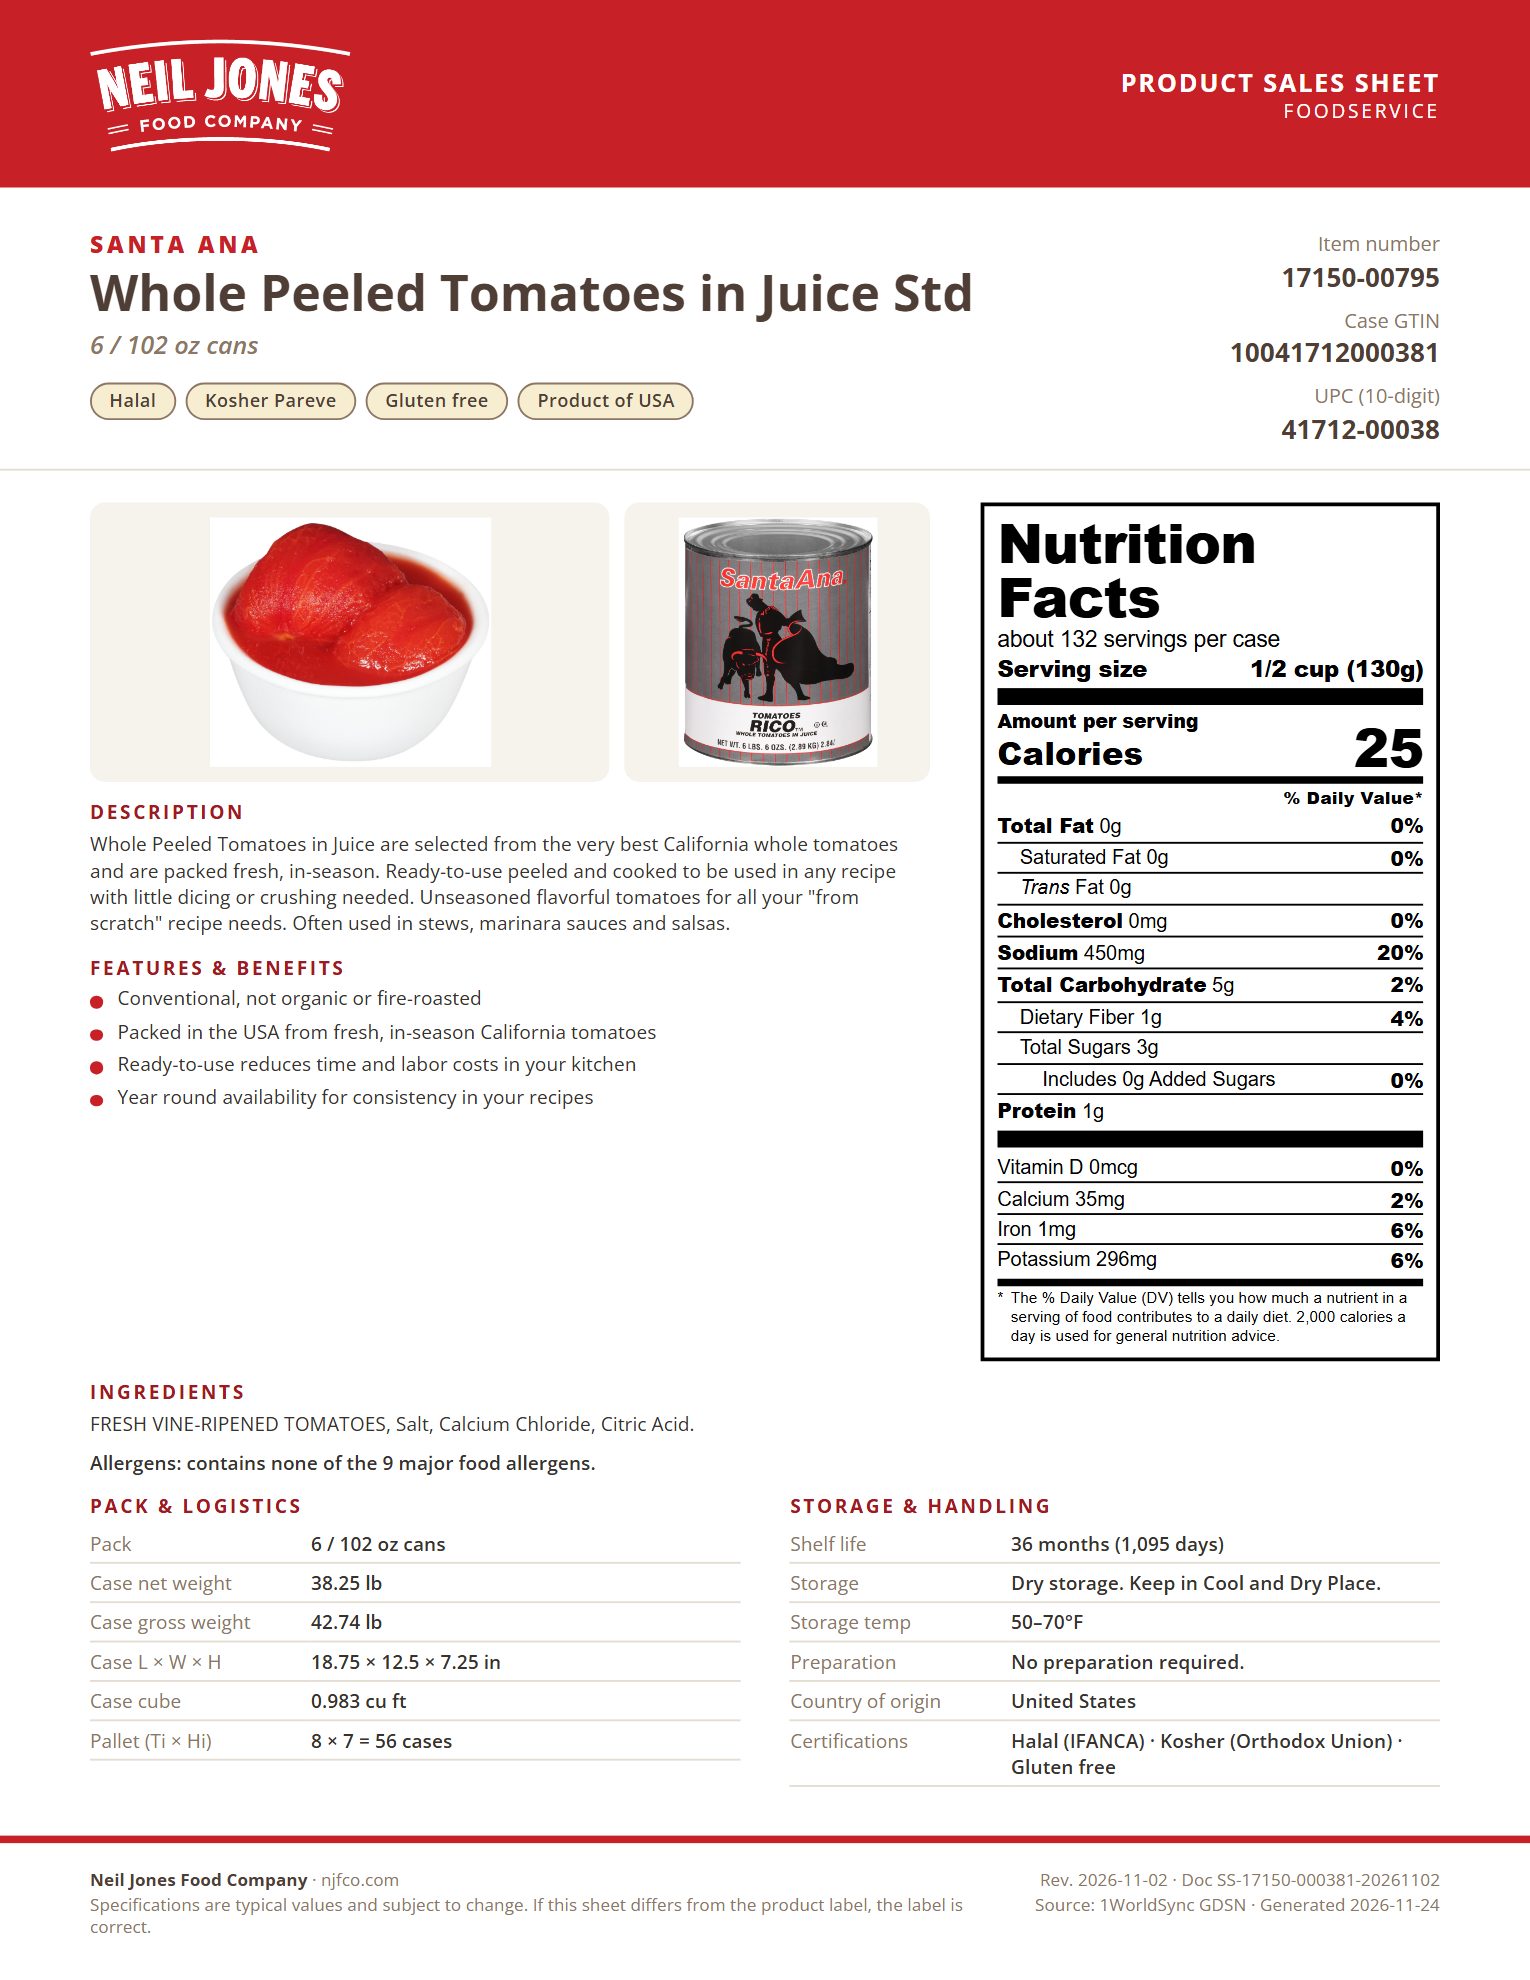 NEIL JONES
FOOD COMPANY
PRODUCT SALES SHEET
FOODSERVICE
SANTA ANA
Whole Peeled Tomatoes in Juice Std
6 / 102 oz cans
Halal
Kosher Pareve
Gluten free
Product of USA
Item number
17150-00795
Case GTIN
10041712000381
UPC (10-digit)
41712-00038
SantaAna
TOMATOES
RICO
WHOLE TOMATOES IN JUICE
NET WT. 6 LBS. 6 OZS. (2.89 KG)
DESCRIPTION
Whole Peeled Tomatoes in Juice are selected from the very best California whole tomatoes
and are packed fresh, in-season. Ready-to-use peeled and cooked to be used in any recipe
with little dicing or crushing needed. Unseasoned flavorful tomatoes for all your "from
scratch" recipe needs. Often used in stews, marinara sauces and salsas.
FEATURES & BENEFITS
Conventional, not organic or fire-roasted
Packed in the USA from fresh, in-season California tomatoes
Ready-to-use reduces time and labor costs in your kitchen
Year round availability for consistency in your recipes
Nutrition
Facts
about 132 servings per case
Serving size 1/2 cup (130g)
Amount per serving
Calories 25
% Daily Value*
Total Fat 0g 0%
Saturated Fat 0g 0%
Trans Fat 0g
Cholesterol 0mg 0%
Sodium 450mg 20%
Total Carbohydrate 5g 2%
Dietary Fiber 1g 4%
Total Sugars 3g
Includes 0g Added Sugars 0%
Protein 1g
Vitamin D 0mcg 0%
Calcium 35mg 2%
Iron 1mg 6%
Potassium 296mg 6%
* The % Daily Value (DV) tells you how much a nutrient in a
serving of food contributes to a daily diet. 2,000 calories a
day is used for general nutrition advice.
INGREDIENTS
FRESH VINE-RIPENED TOMATOES, Salt, Calcium Chloride, Citric Acid.
Allergens: contains none of the 9 major food allergens.
PACK & LOGISTICS
Pack 6 / 102 oz cans
Case net weight 38.25 lb
Case gross weight 42.74 lb
Case L × W × H 18.75 × 12.5 × 7.25 in
Case cube 0.983 cu ft
Pallet (Ti × Hi) 8 × 7 = 56 cases
STORAGE & HANDLING
Shelf life 36 months (1,095 days)
Storage Dry storage. Keep in Cool and Dry Place.
Storage temp 50–70°F
Preparation No preparation required.
Country of origin United States
Certifications Halal (IFANCA) · Kosher (Orthodox Union) ·
Gluten free
Neil Jones Food Company · njfco.com
Specifications are typical values and subject to change. If this sheet differs from the product label, the label is
correct.
Rev. 2026-11-02 · Doc SS-17150-000381-20261102
Source: 1WorldSync GDSN · Generated 2026-11-24